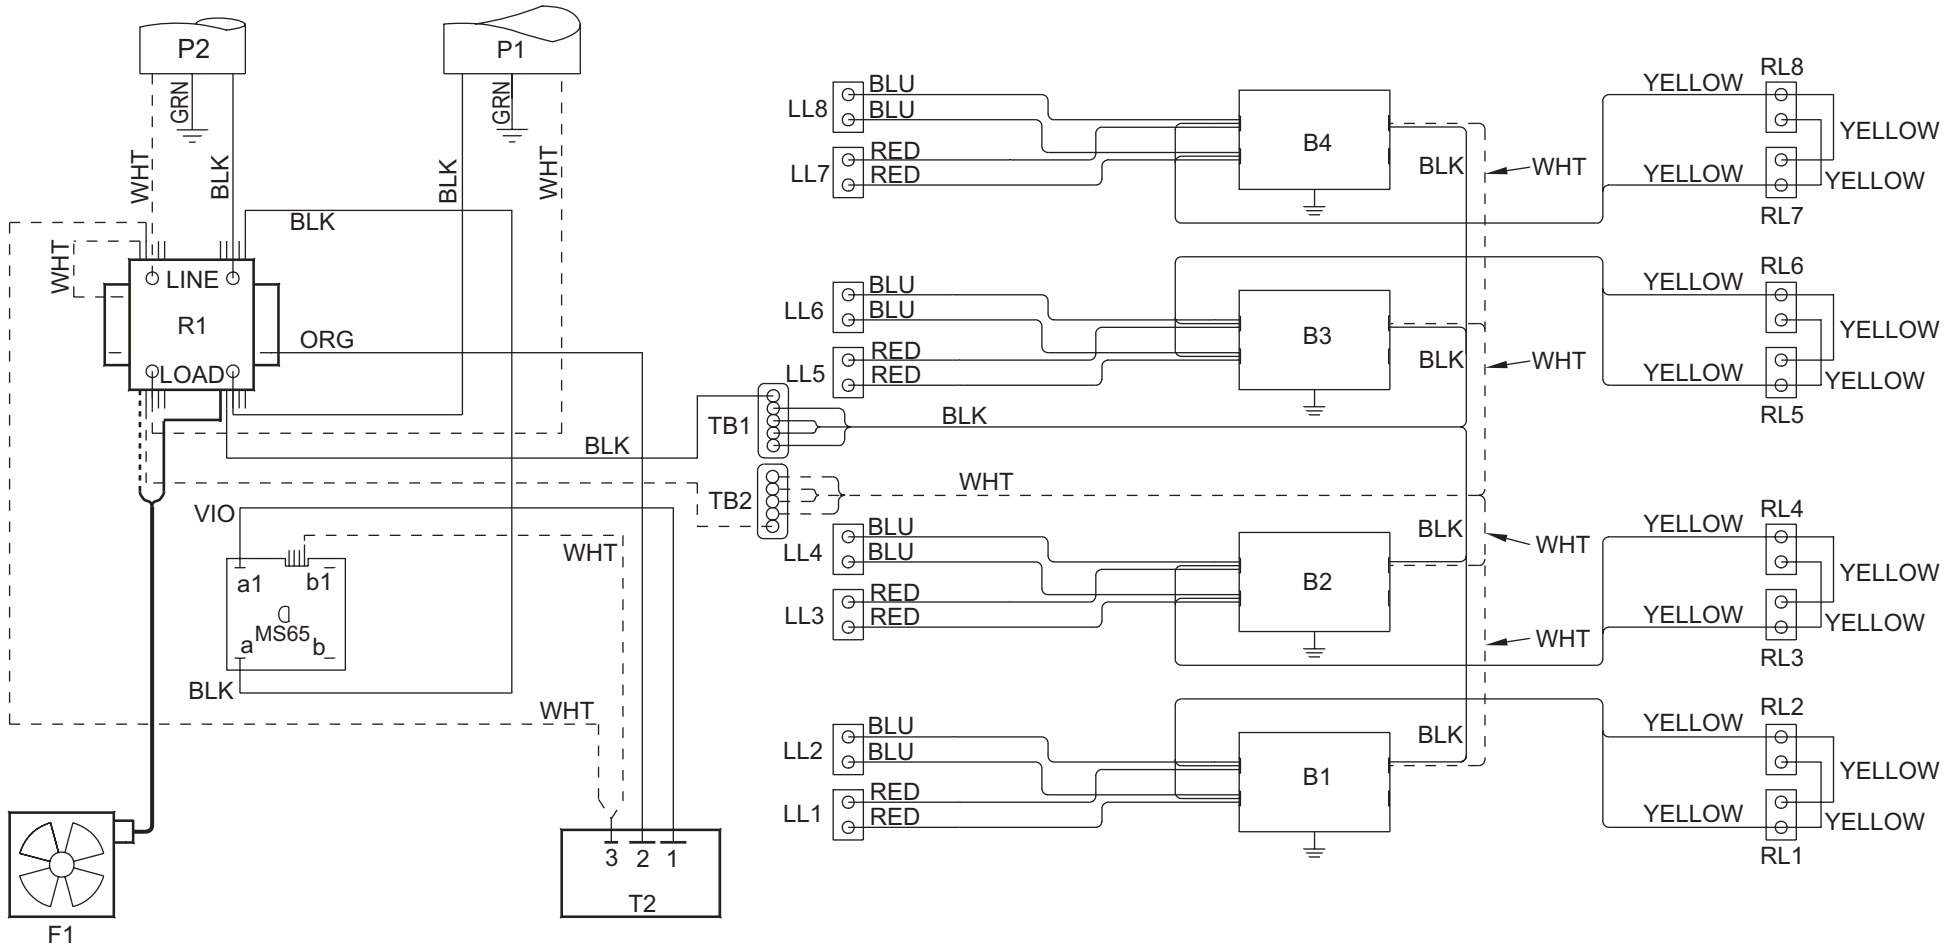 P2
P1
GRN
GRN
WHT
BLK
BLK
WHT
BLK
WHT
LINE
R1
LOAD
ORG
BLK
VIO
WHT
a1
b1
MS65
a
b
BLK
WHT
3 2 1
T2
F1
TB1
BLK
TB2
WHT
LL8
BLU
BLU
LL7
RED
RED
B4
BLK
WHT
YELLOW
RL8
YELLOW
YELLOW
YELLOW
RL7
LL6
BLU
BLU
LL5
RED
RED
B3
BLK
WHT
YELLOW
RL6
YELLOW
YELLOW
YELLOW
RL5
LL4
BLU
BLU
LL3
RED
RED
B2
BLK
WHT
WHT
YELLOW
RL4
YELLOW
YELLOW
YELLOW
RL3
LL2
BLU
BLU
LL1
RED
RED
B1
BLK
YELLOW
RL2
YELLOW
YELLOW
YELLOW
RL1